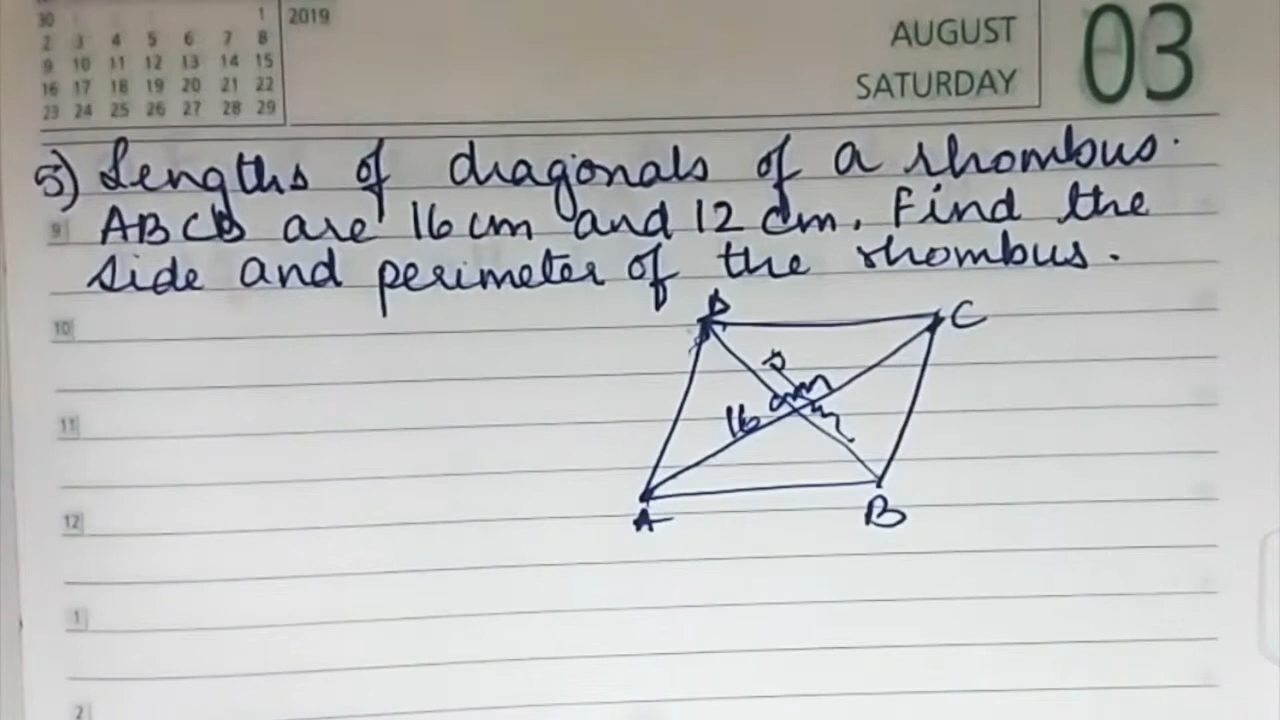 30 1 2019
2 3 4 5 6 7 8
9 10 11 12 13 14 15
16 17 18 19 20 21 22
23 24 25 26 27 28 29
AUGUST
SATURDAY
03
5) Lengths of diagonals of a rhombus.
9 ABCD are 16 cm and 12 cm. Find the
side and perimeter of the rhombus.
10
D C
16 cm
11
A B
12
1
2